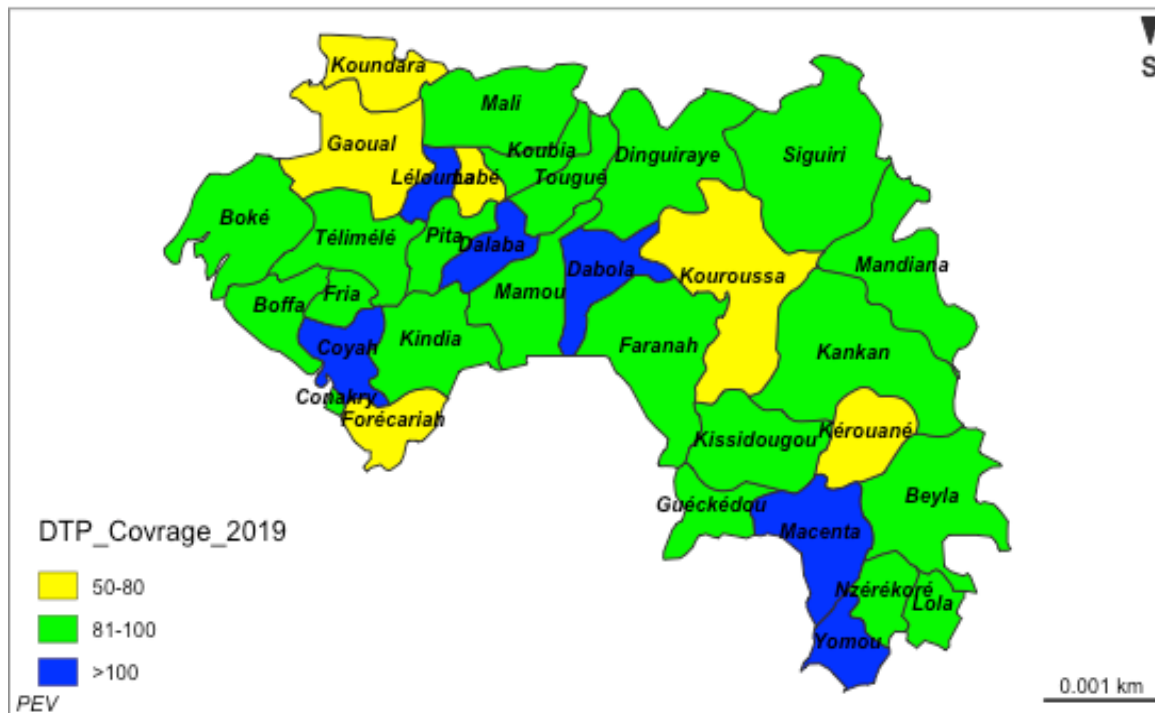 S
Koundara
Mali
Gaoual
Koubia
Dinguiraye
Siguiri
Lélouma
Labé
Tougué
Boké
Télimélé
Pita
Dalaba
Dabola
Kouroussa
Mandiana
Boffa
Fria
Mamou
Coyah
Kindia
Faranah
Kankan
Conakry
Forécariah
Kissidougou
Kérouané
Guéckédou
Beyla
Macenta
Nzérékoré
Lola
Yomou
DTP_Covrage_2019
50-80
81-100
>100
PEV
0.001 km